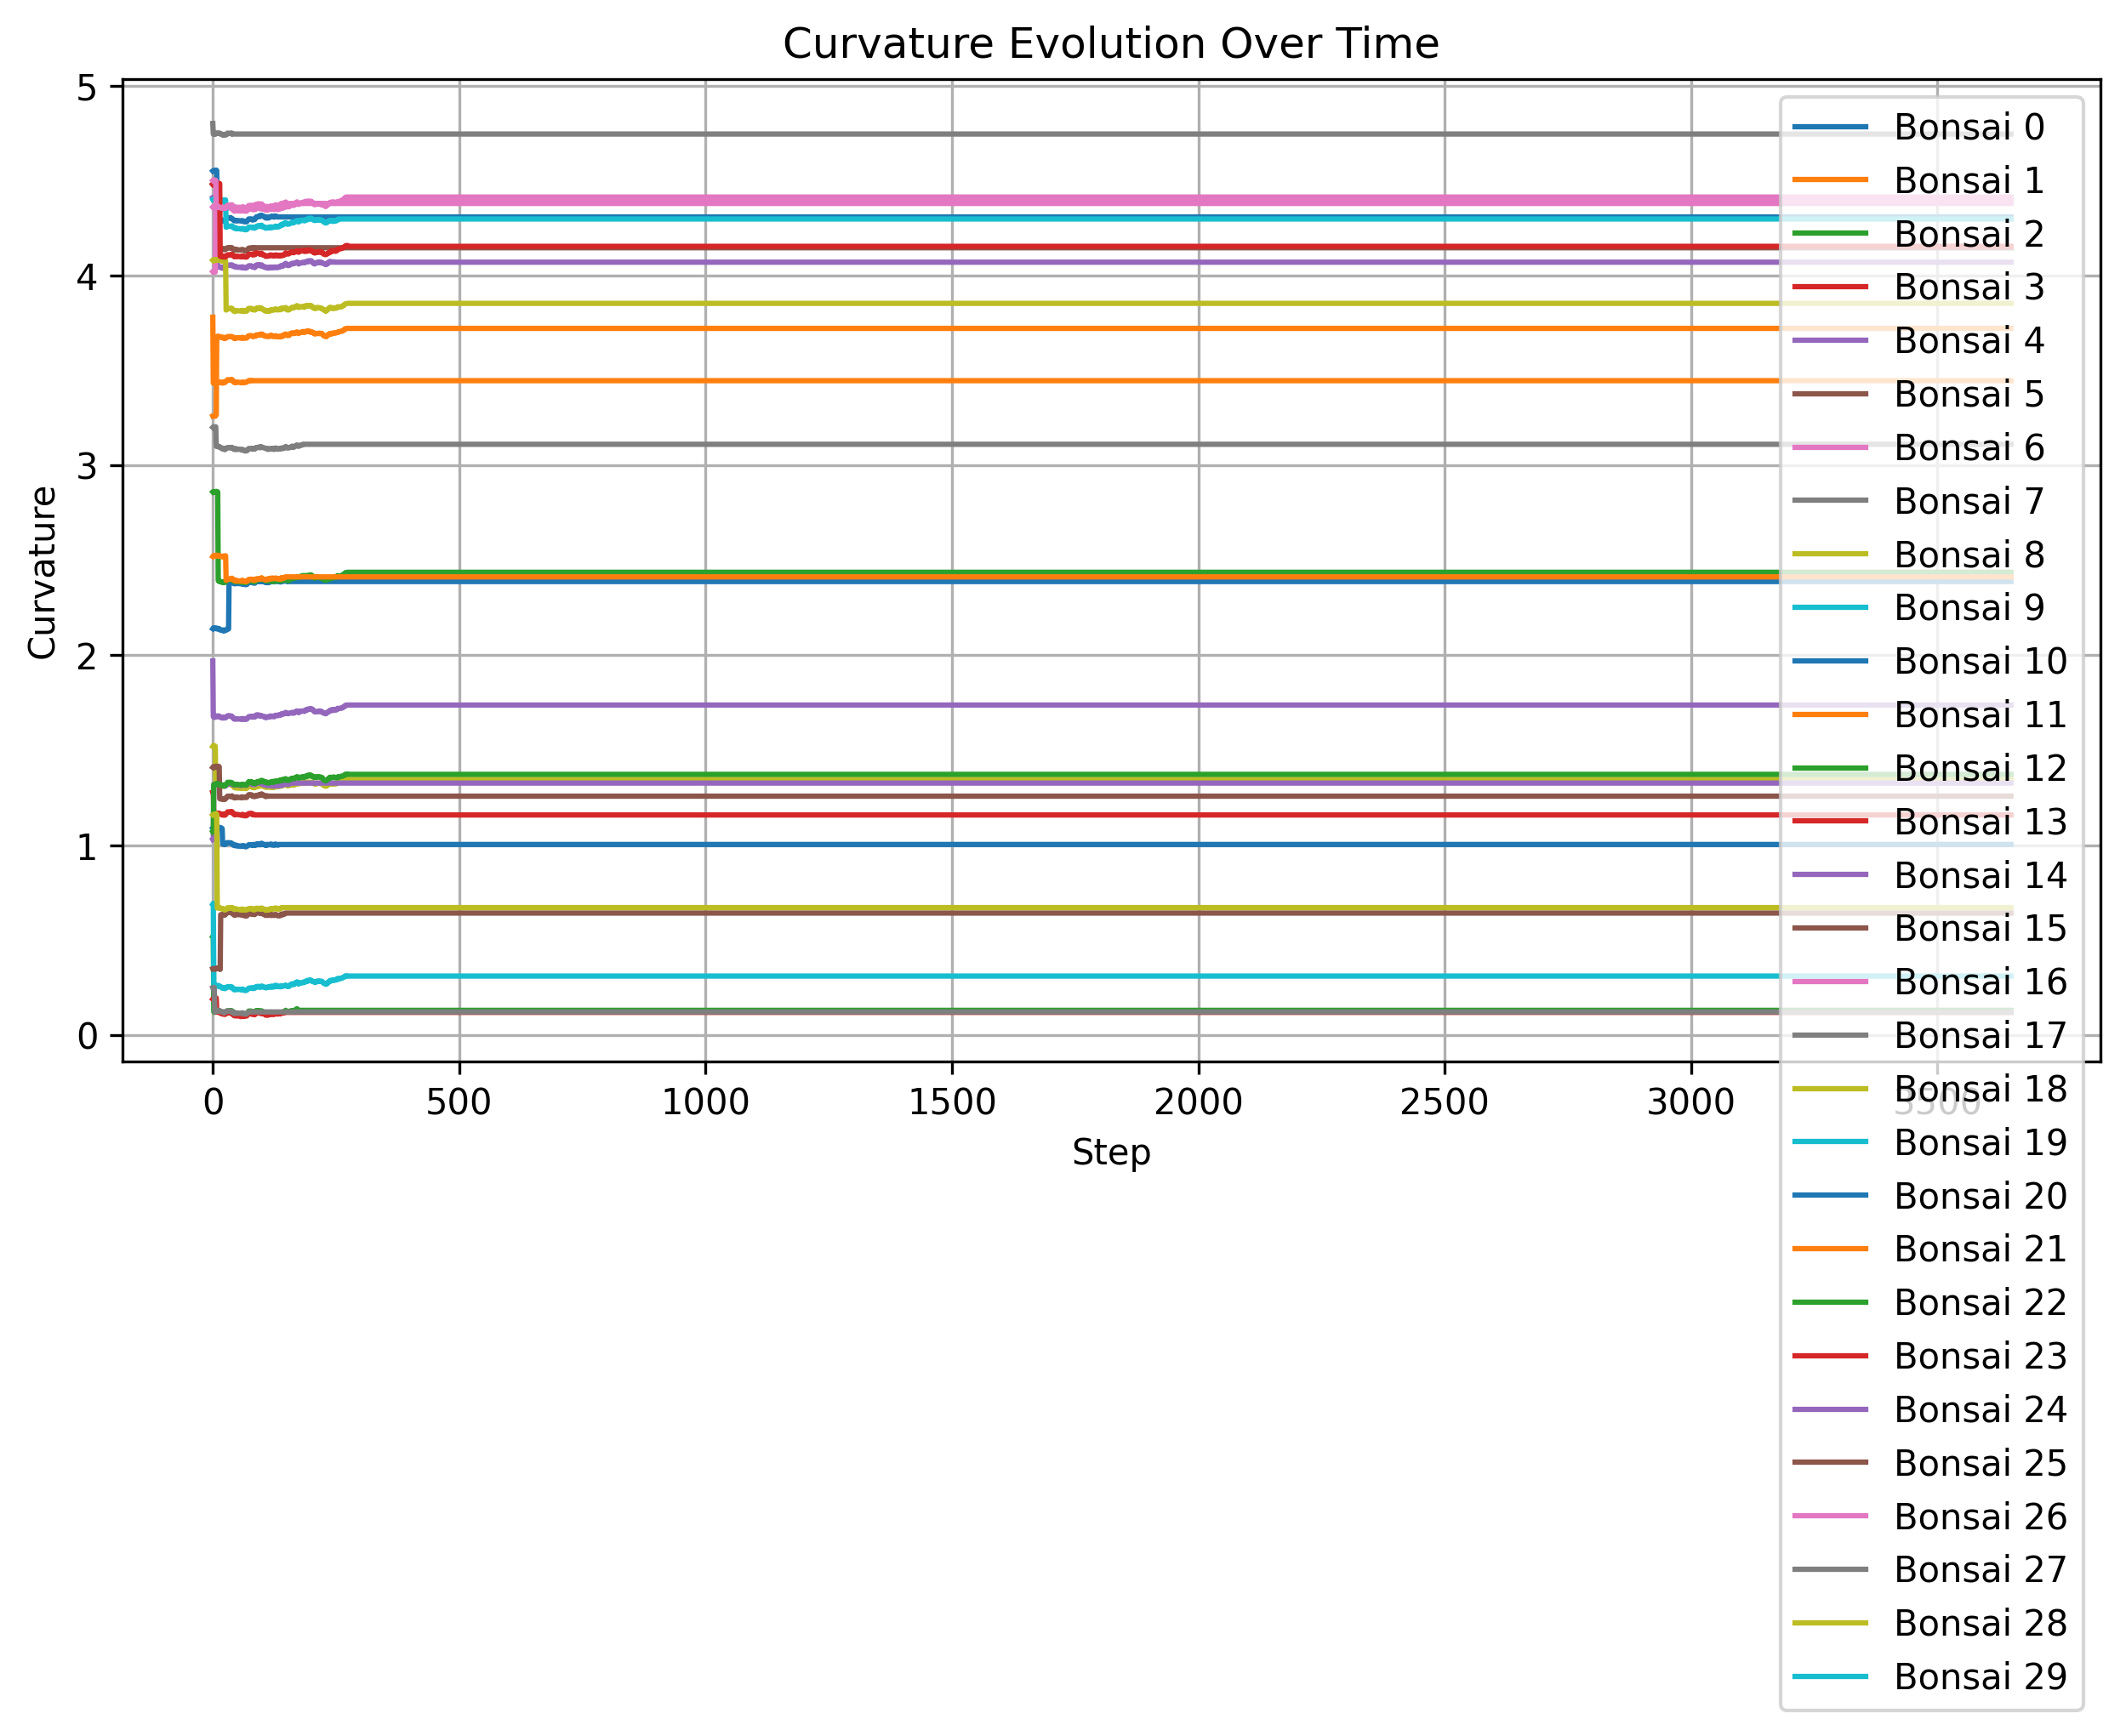 Curvature Evolution Over Time
Curvature
5
4
3
2
1
0
0
500
1000
1500
2000
2500
3000
3500
Step
Bonsai 0
Bonsai 1
Bonsai 2
Bonsai 3
Bonsai 4
Bonsai 5
Bonsai 6
Bonsai 7
Bonsai 8
Bonsai 9
Bonsai 10
Bonsai 11
Bonsai 12
Bonsai 13
Bonsai 14
Bonsai 15
Bonsai 16
Bonsai 17
Bonsai 18
Bonsai 19
Bonsai 20
Bonsai 21
Bonsai 22
Bonsai 23
Bonsai 24
Bonsai 25
Bonsai 26
Bonsai 27
Bonsai 28
Bonsai 29